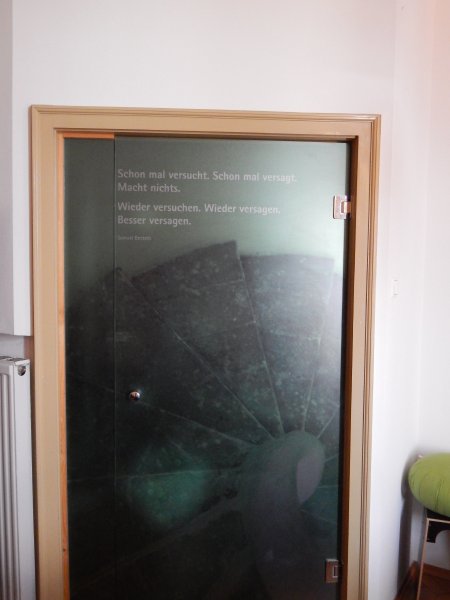 Schon mal versucht. Schon mal versagt.
Macht nichts.
Wieder versuchen. Wieder versagen.
Besser versagen.
Samuel Beckett